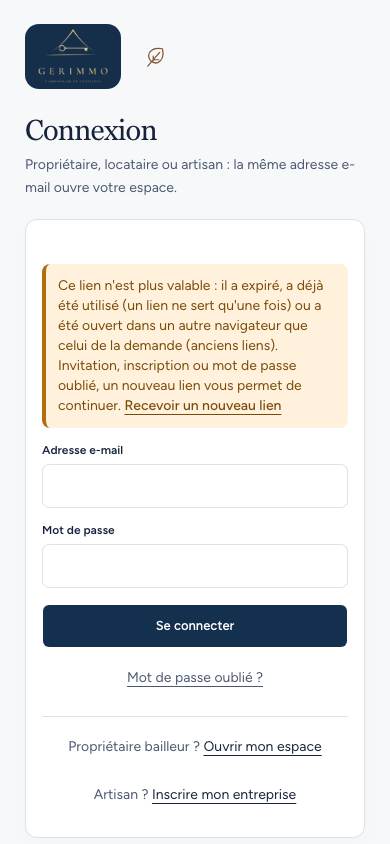 GERIMMO
Connexion
Propriétaire, locataire ou artisan : la même adresse e-
mail ouvre votre espace.
Ce lien n'est plus valable : il a expiré, a déjà
été utilisé (un lien ne sert qu'une fois) ou a
été ouvert dans un autre navigateur que
celui de la demande (anciens liens).
Invitation, inscription ou mot de passe
oublié, un nouveau lien vous permet de
continuer. Recevoir un nouveau lien
Adresse e-mail
Mot de passe
Se connecter
Mot de passe oublié ?
Propriétaire bailleur ? Ouvrir mon espace
Artisan ? Inscrire mon entreprise